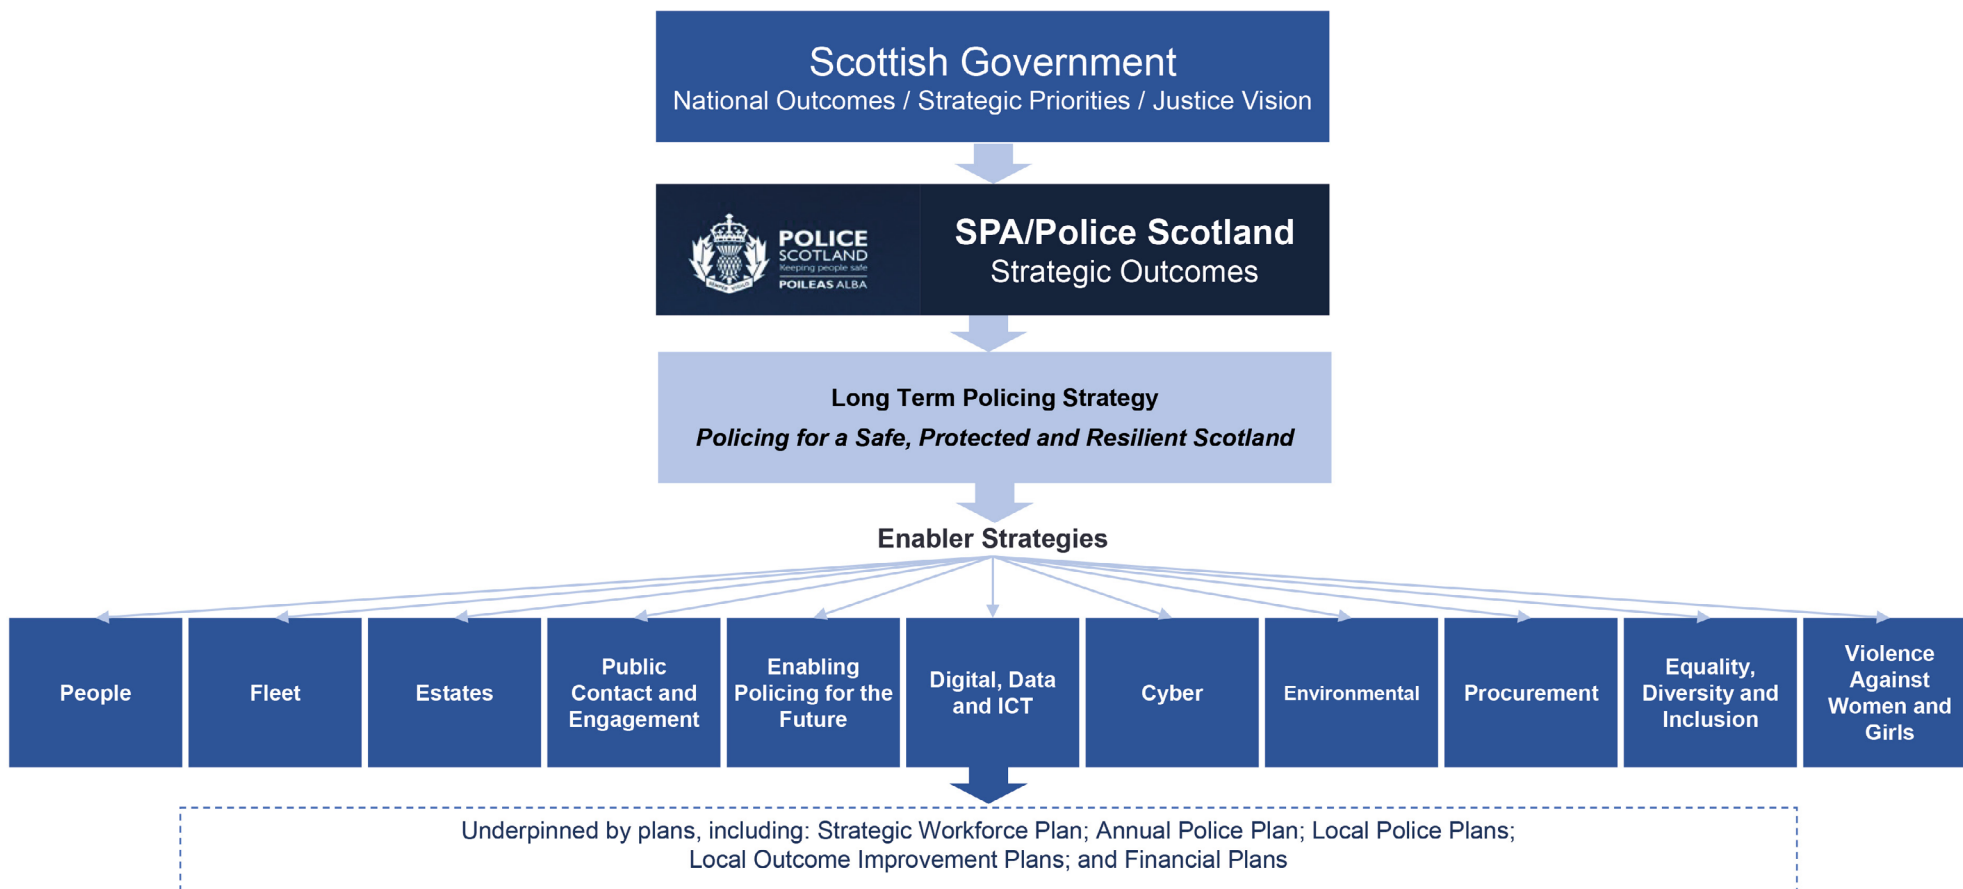 Scottish Government
National Outcomes / Strategic Priorities / Justice Vision
POLICE
SCOTLAND
Keeping people safe
POILEAS ALBA
SEMPER VIGILO
SPA/Police Scotland
Strategic Outcomes
Long Term Policing Strategy
Policing for a Safe, Protected and Resilient Scotland
Enabler Strategies
People
Fleet
Estates
Public
Contact and
Engagement
Enabling
Policing for the
Future
Digital, Data
and ICT
Cyber
Environmental
Procurement
Equality,
Diversity and
Inclusion
Violence
Against
Women and
Girls
Underpinned by plans, including: Strategic Workforce Plan; Annual Police Plan; Local Police Plans;
Local Outcome Improvement Plans; and Financial Plans